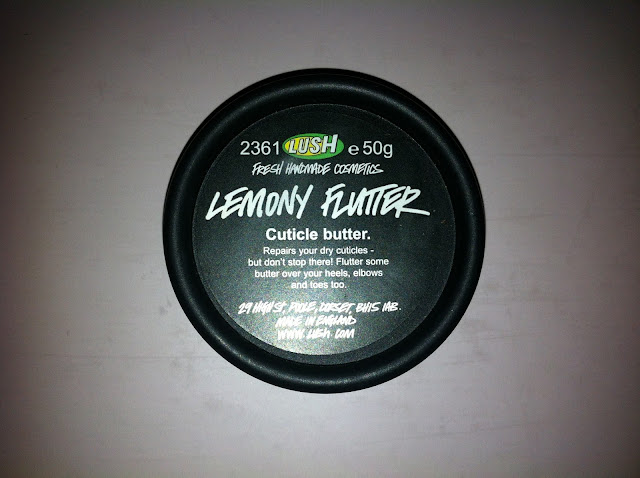 2361 LUSH e 50g
FRESH HANDMADE COSMETICS
LEMONY FLUTTER
Cuticle butter.
Repairs your dry cuticles -
but don't stop there! Flutter some
butter over your heels, elbows
and toes too.
29 HIGH ST, POOLE, DORSET, BH15 1AB.
MADE IN ENGLAND
WWW.LUSH.COM